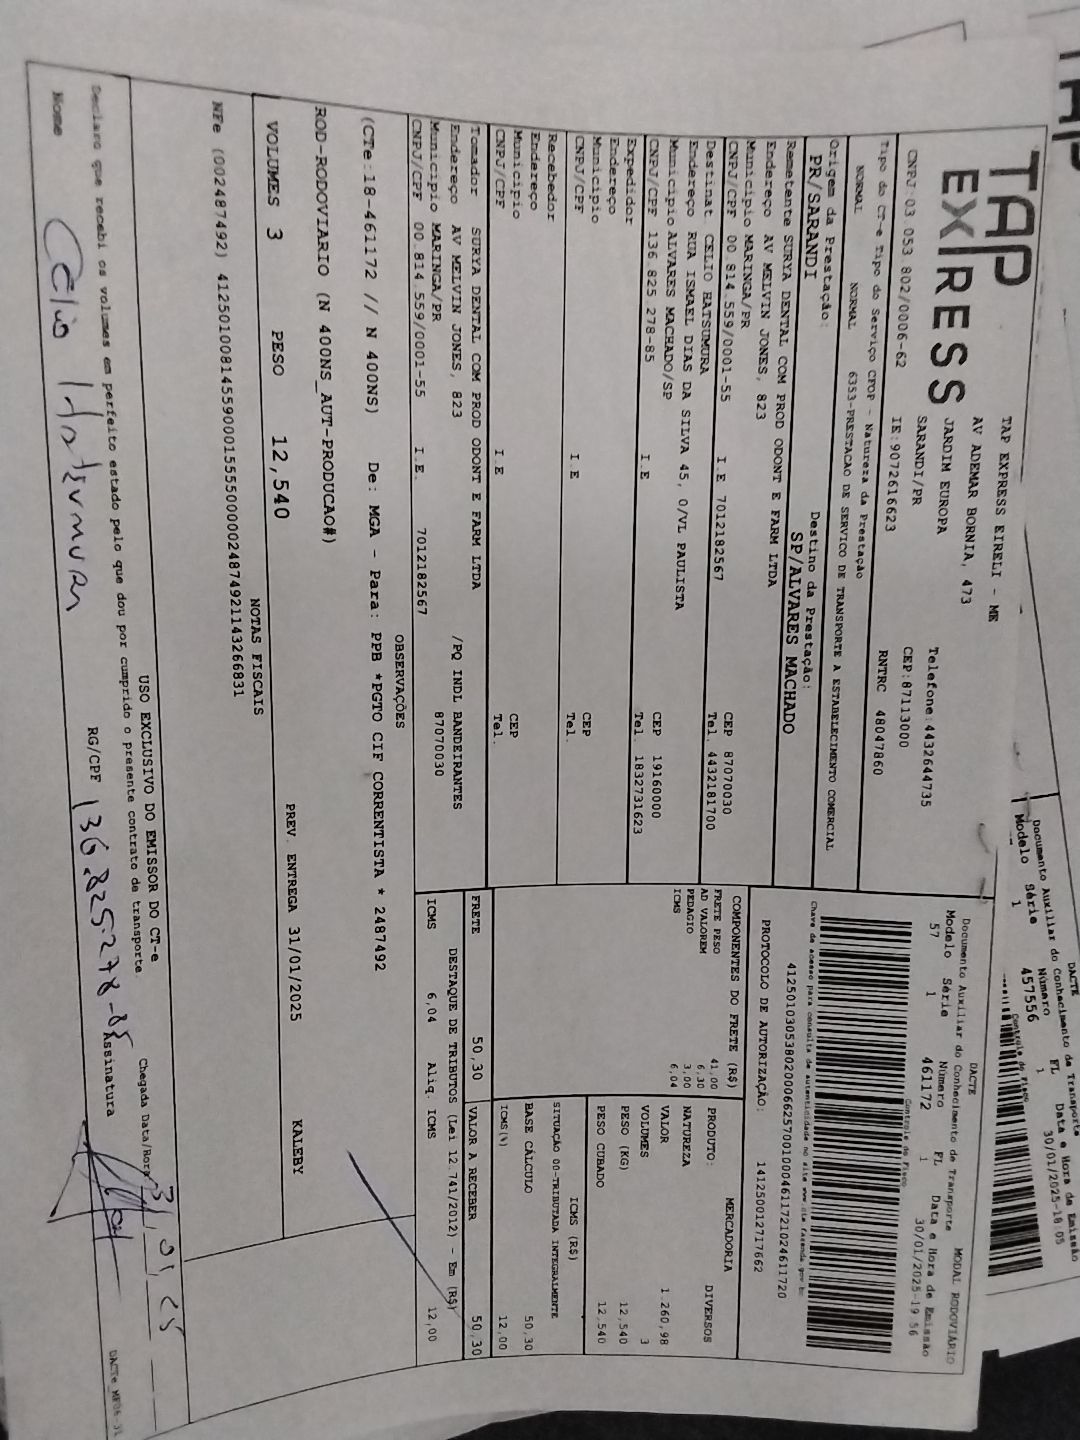 TAP
EXPRESS
TAP EXPRESS EIRELI - ME
AV ADEMAR BORNIA, 473
JARDIM EUROPA
SARANDI/PR
Telefone:4432644735
CEP:87113000
CNPJ:03.053.802/0006-62
IE:9072616623
RNTRC 48047860
Tipo do CT-e Tipo do Serviço CFOP - Natureza da Prestação
NORMAL NORMAL 6353-PRESTACAO DE SERVICO DE TRANSPORTE A ESTABELECIMENTO COMERCIAL
Origem da Prestação: Destino da Prestação:
PR/SARANDI SP/ALVARES MACHADO
Remetente SURYA DENTAL COM PROD ODONT E FARM LTDA
Endereço AV MELVIN JONES, 823
Município MARINGA/PR CEP 87070030
CNPJ/CPF 00.814.559/0001-55 I.E 7012182567 Tel. 4432181700
Destinat CELIO HATSUMURA
Endereço RUA ISMAEL DIAS DA SILVA 45, 0/VL PAULISTA
Município ALVARES MACHADO/SP CEP 19160000
CNPJ/CPF 136.825.278-85 I.E Tel. 1832731623
Expedidor
Endereço
Município CEP
CNPJ/CPF I.E Tel.
Recebedor
Endereço
Município CEP
CNPJ/CPF I.E Tel.
Tomador SURYA DENTAL COM PROD ODONT E FARM LTDA
Endereço AV MELVIN JONES, 823 /PQ INDL BANDEIRANTES
Município MARINGA/PR 87070030
CNPJ/CPF 00.814.559/0001-55 I.E. 7012182567
DACTE
Documento Auxiliar do Conhecimento de Transporte MODAL RODOVIÁRIO
Modelo Série Número FL Data e Hora de Emissão
57 1 461172 1 30/01/2025-19:56
Controle do Fisco
Chave de acesso para consulta de autenticidade no site www.cte.fazenda.gov.br
41250103053802000662570010004611721024611720
PROTOCOLO DE AUTORIZAÇÃO: 141250012717662
COMPONENTES DO FRETE (R$)
FRETE PESO 41,00
AD VALOREM 6,30
PEDAGIO 3,00
ICMS 6,04
MERCADORIA
PRODUTO: DIVERSOS
NATUREZA
VALOR 1.260,98
VOLUMES 3
PESO (KG) 12,540
PESO CUBADO 12,540
ICMS (R$)
SITUAÇÃO 00-TRIBUTADA INTEGRALMENTE
BASE CÁLCULO 50,30
ICMS(%) 12,00
FRETE 50,30 VALOR A RECEBER 50,30
DESTAQUE DE TRIBUTOS (Lei 12.741/2012) - Em (R$)
ICMS 6,04 Aliq. ICMS 12,00
OBSERVAÇÕES
(CTe:18-461172 // N 400NS) De: MGA - Para: PPB *PGTO CIF CORRENTISTA * 2487492
ROD-RODOVIARIO (N 400NS_AUT-PRODUCAO#)
VOLUMES 3 PESO 12,540 PREV. ENTREGA 31/01/2025 KALEBY
NOTAS FISCAIS
NFe (002487492) 41250100814559000155550000024874921143266831
USO EXCLUSIVO DO EMISSOR DO CT-e
Declaro que recebi os volumes em perfeito estado pelo que dou por cumprido o presente contrato de transporte.
Chegada Data/Hora 31/01/25
Nome Celio Hatsumura RG/CPF 136.825.278-85 Assinatura
DACTE
Documento Auxiliar do Conhecimento de Transporte
Modelo Série Número FL Data e Hora de Emissão
1 457556 1 30/01/2025-18:05
Controle do Fisco
TAP